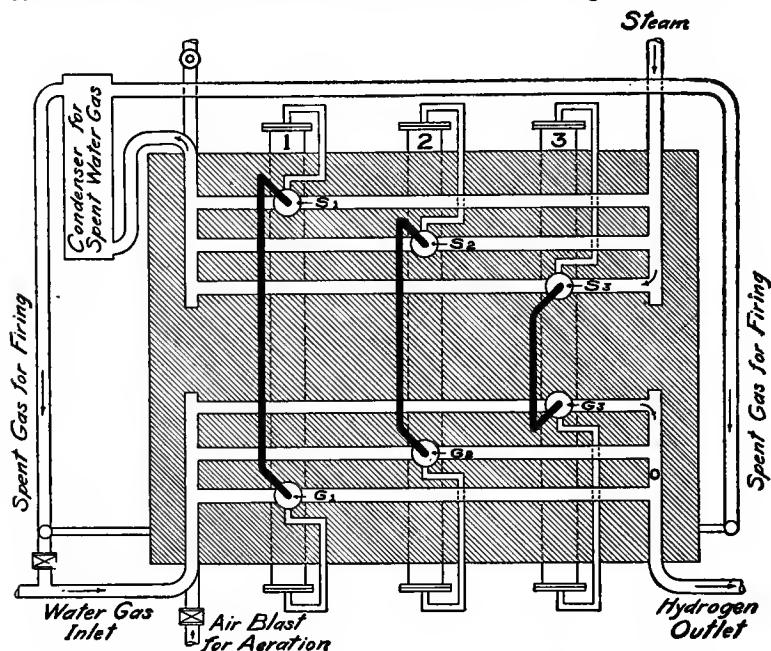 Steam
1
2
3
Condenser for
Spent Water Gas
S1
S2
S3
Spent Gas for Firing
Spent Gas for Firing
G3
G2
O
G1
Water Gas
Inlet
Air Blast
for Aeration
Hydrogen
Outlet